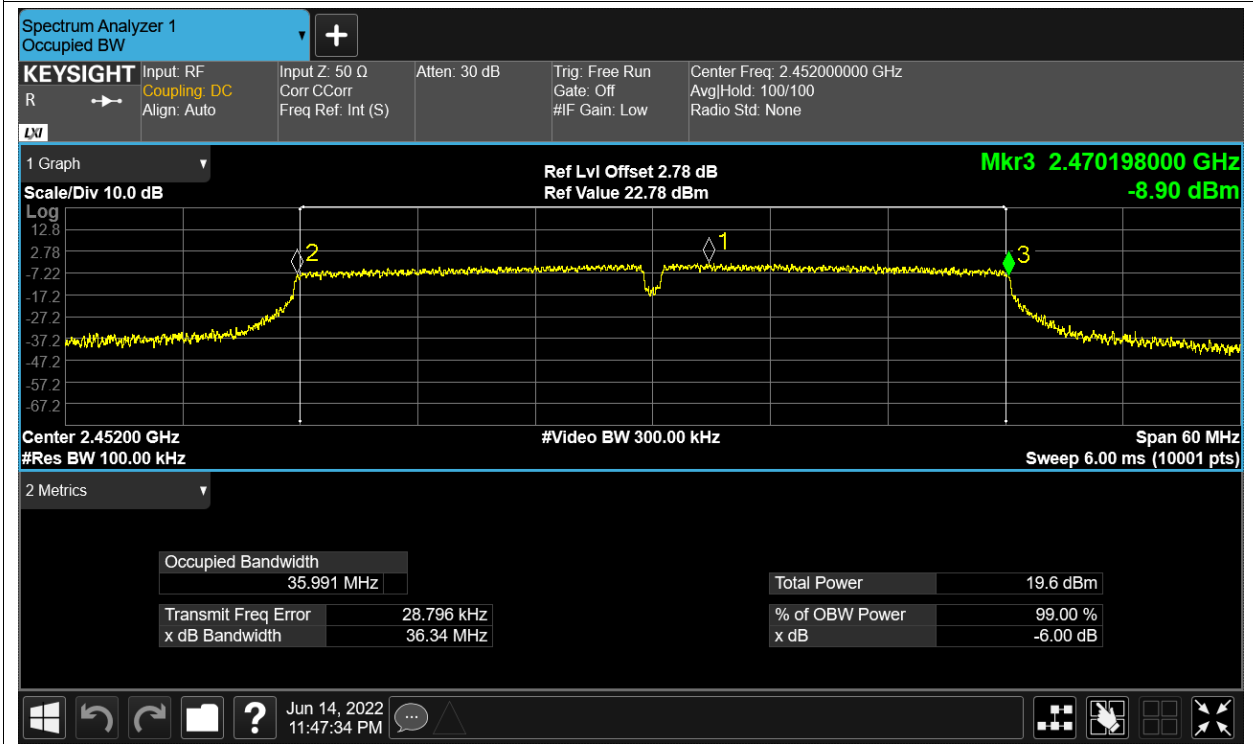 Spectrum Analyzer 1
Occupied BW
KEYSIGHT Input: RF Input Z: 50 Ω Atten: 30 dB Trig: Free Run Center Freq: 2.452000000 GHz
R Coupling: DC Corr CCorr Gate: Off Avg|Hold: 100/100
Align: Auto Freq Ref: Int (S) #IF Gain: Low Radio Std: None
LXI
1 Graph Ref Lvl Offset 2.78 dB Mkr3 2.470198000 GHz
Scale/Div 10.0 dB Ref Value 22.78 dBm -8.90 dBm
Log
12.8
1
2
3
2.78
-7.22
-17.2
-27.2
-37.2
-47.2
-57.2
-67.2
Center 2.45200 GHz #Video BW 300.00 kHz Span 60 MHz
#Res BW 100.00 kHz Sweep 6.00 ms (10001 pts)
2 Metrics
Occupied Bandwidth
35.991 MHz Total Power 19.6 dBm
Transmit Freq Error 28.796 kHz % of OBW Power 99.00 %
x dB Bandwidth 36.34 MHz x dB -6.00 dB
? Jun 14, 2022
11:47:34 PM